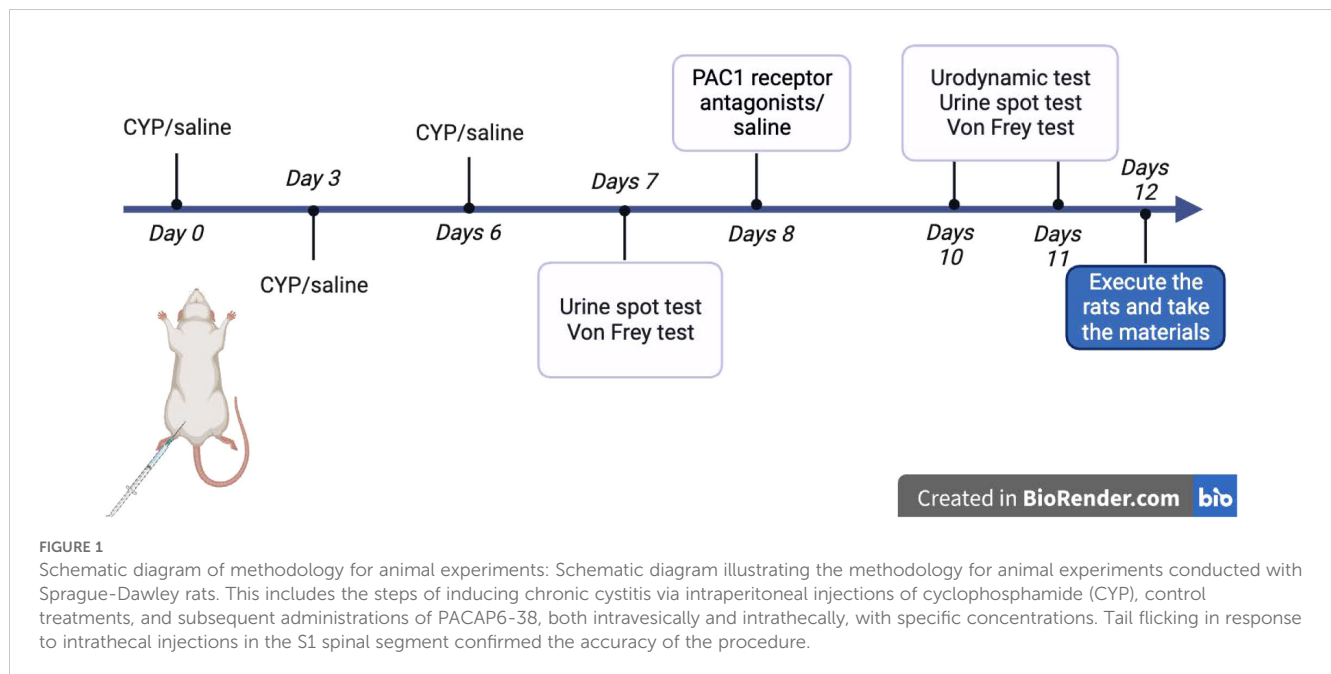 PAC1 receptor
antagonists/
saline
Urodynamic test
Urine spot test
Von Frey test
CYP/saline
CYP/saline
Day 3
Days 7
Days
12
Day 0
Days 6
Days 8
Days
10
Days
11
CYP/saline
Urine spot test
Von Frey test
Execute the
rats and take
the materials
Created in BioRender.com bio
FIGURE 1
Schematic diagram of methodology for animal experiments: Schematic diagram illustrating the methodology for animal experiments conducted with
Sprague-Dawley rats. This includes the steps of inducing chronic cystitis via intraperitoneal injections of cyclophosphamide (CYP), control
treatments, and subsequent administrations of PACAP6-38, both intravesically and intrathecally, with specific concentrations. Tail flicking in response
to intrathecal injections in the S1 spinal segment confirmed the accuracy of the procedure.